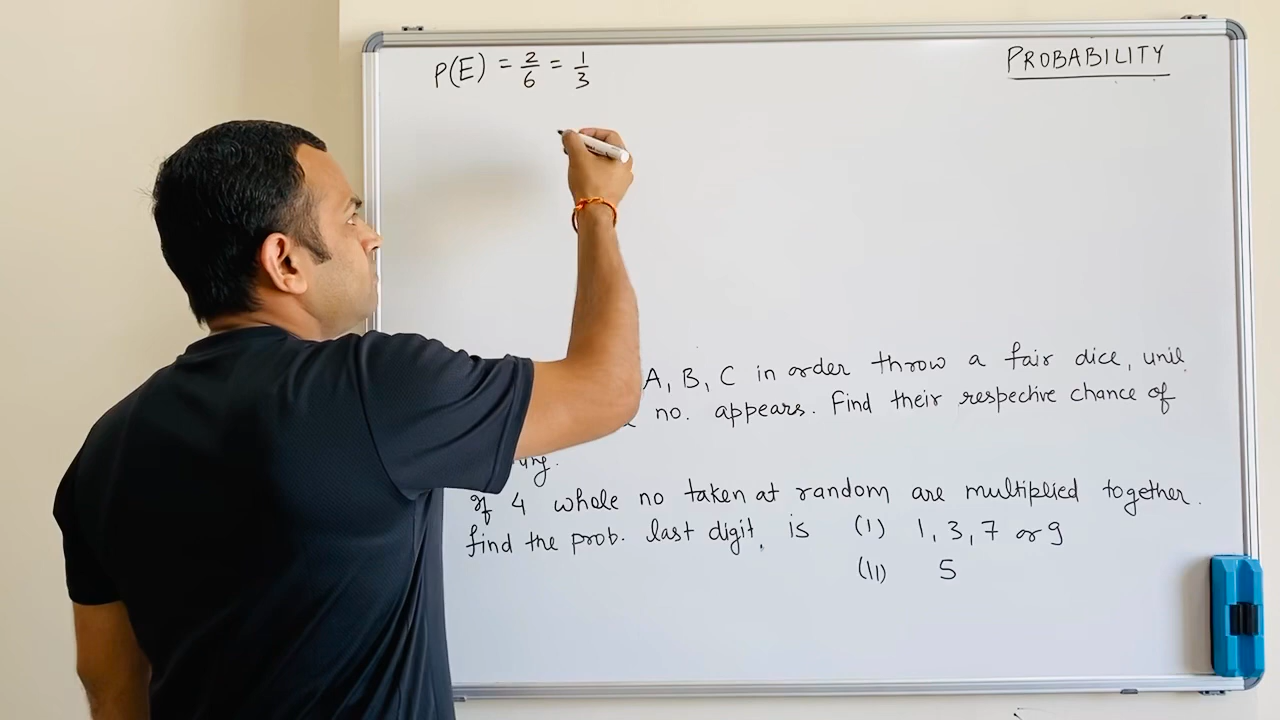 P(E) = 2/6 = 1/3
PROBABILITY
A, B, C in order throw a fair dice, unil
no. appears. Find their respective chance of
If 4 whole no taken at random are multiplied together.
find the prob. last digit is (I) 1, 3, 7 or 9
(II) 5